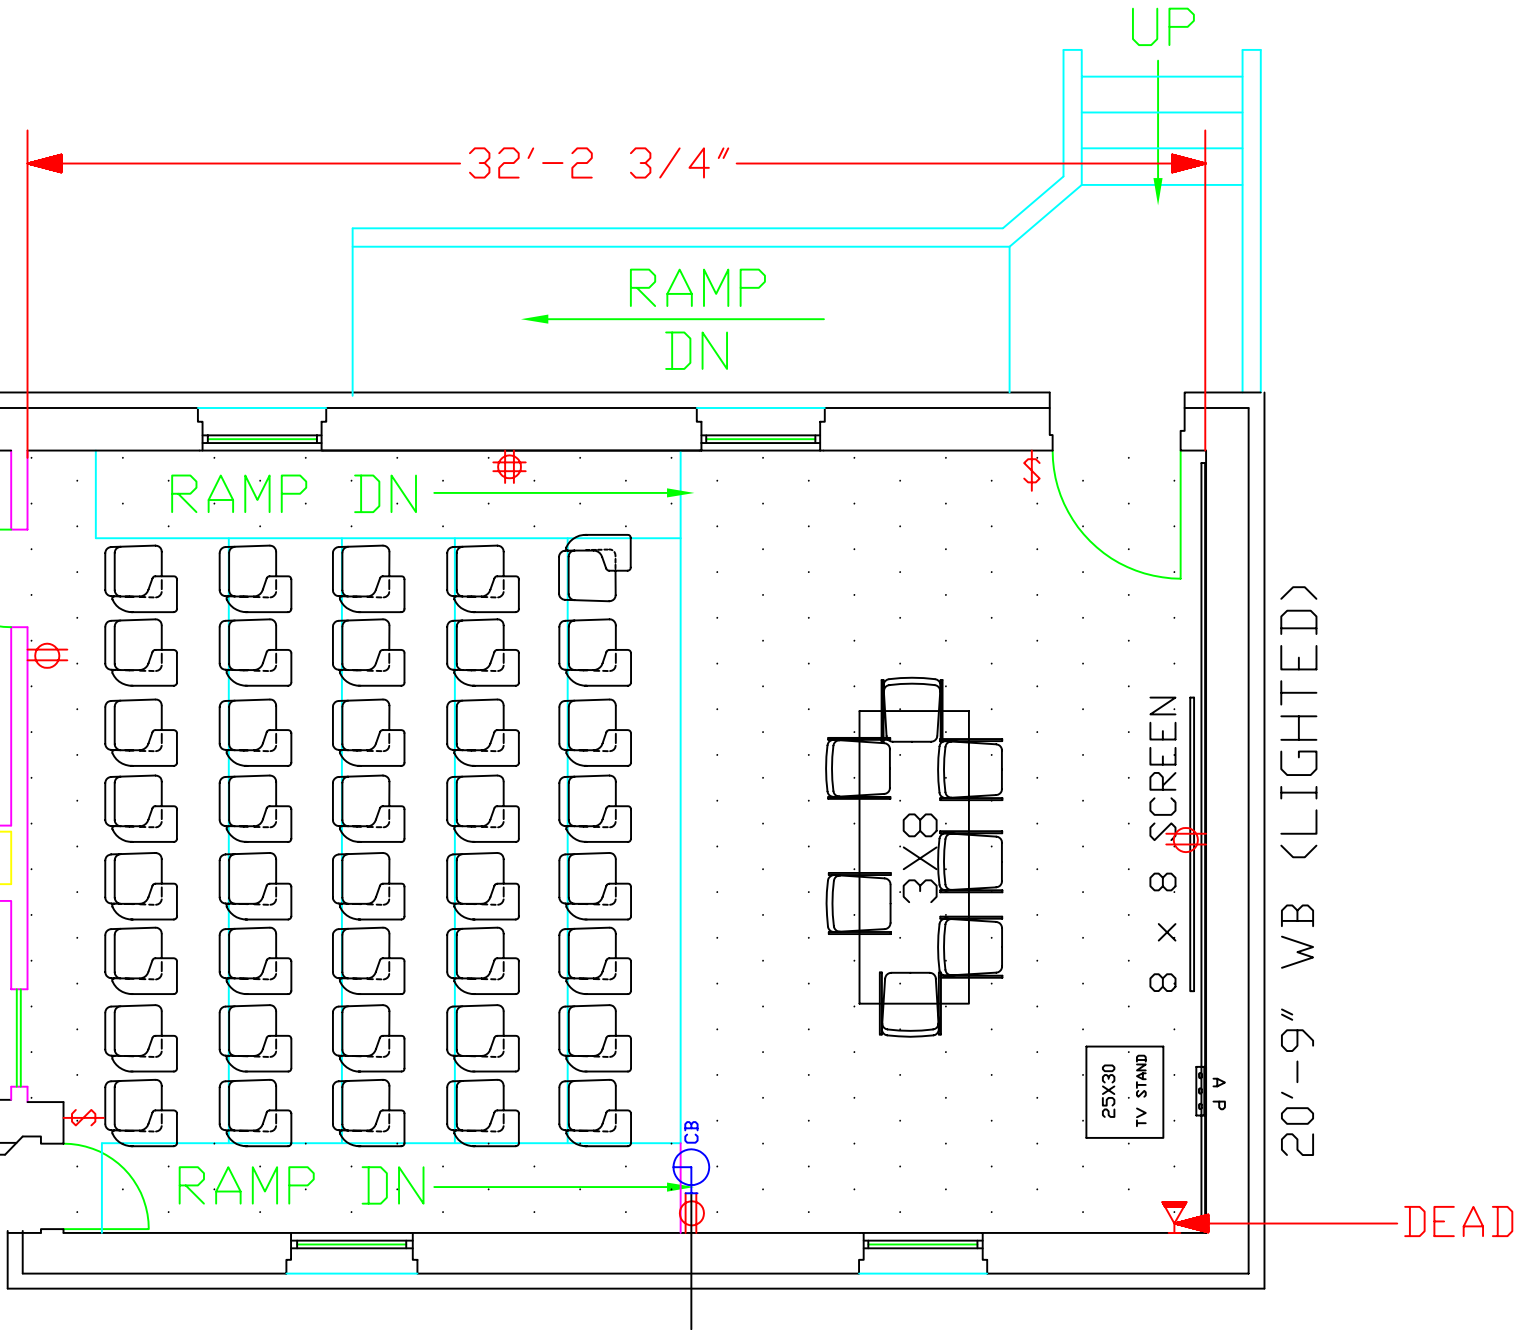 UP
32'-2 3/4"
RAMP
DN
RAMP DN
$
3X8
8 x 8 SCREEN
20'-9" WB (LIGHTED)
25X30
TV STAND
A P
$
CB
RAMP DN
DEAD